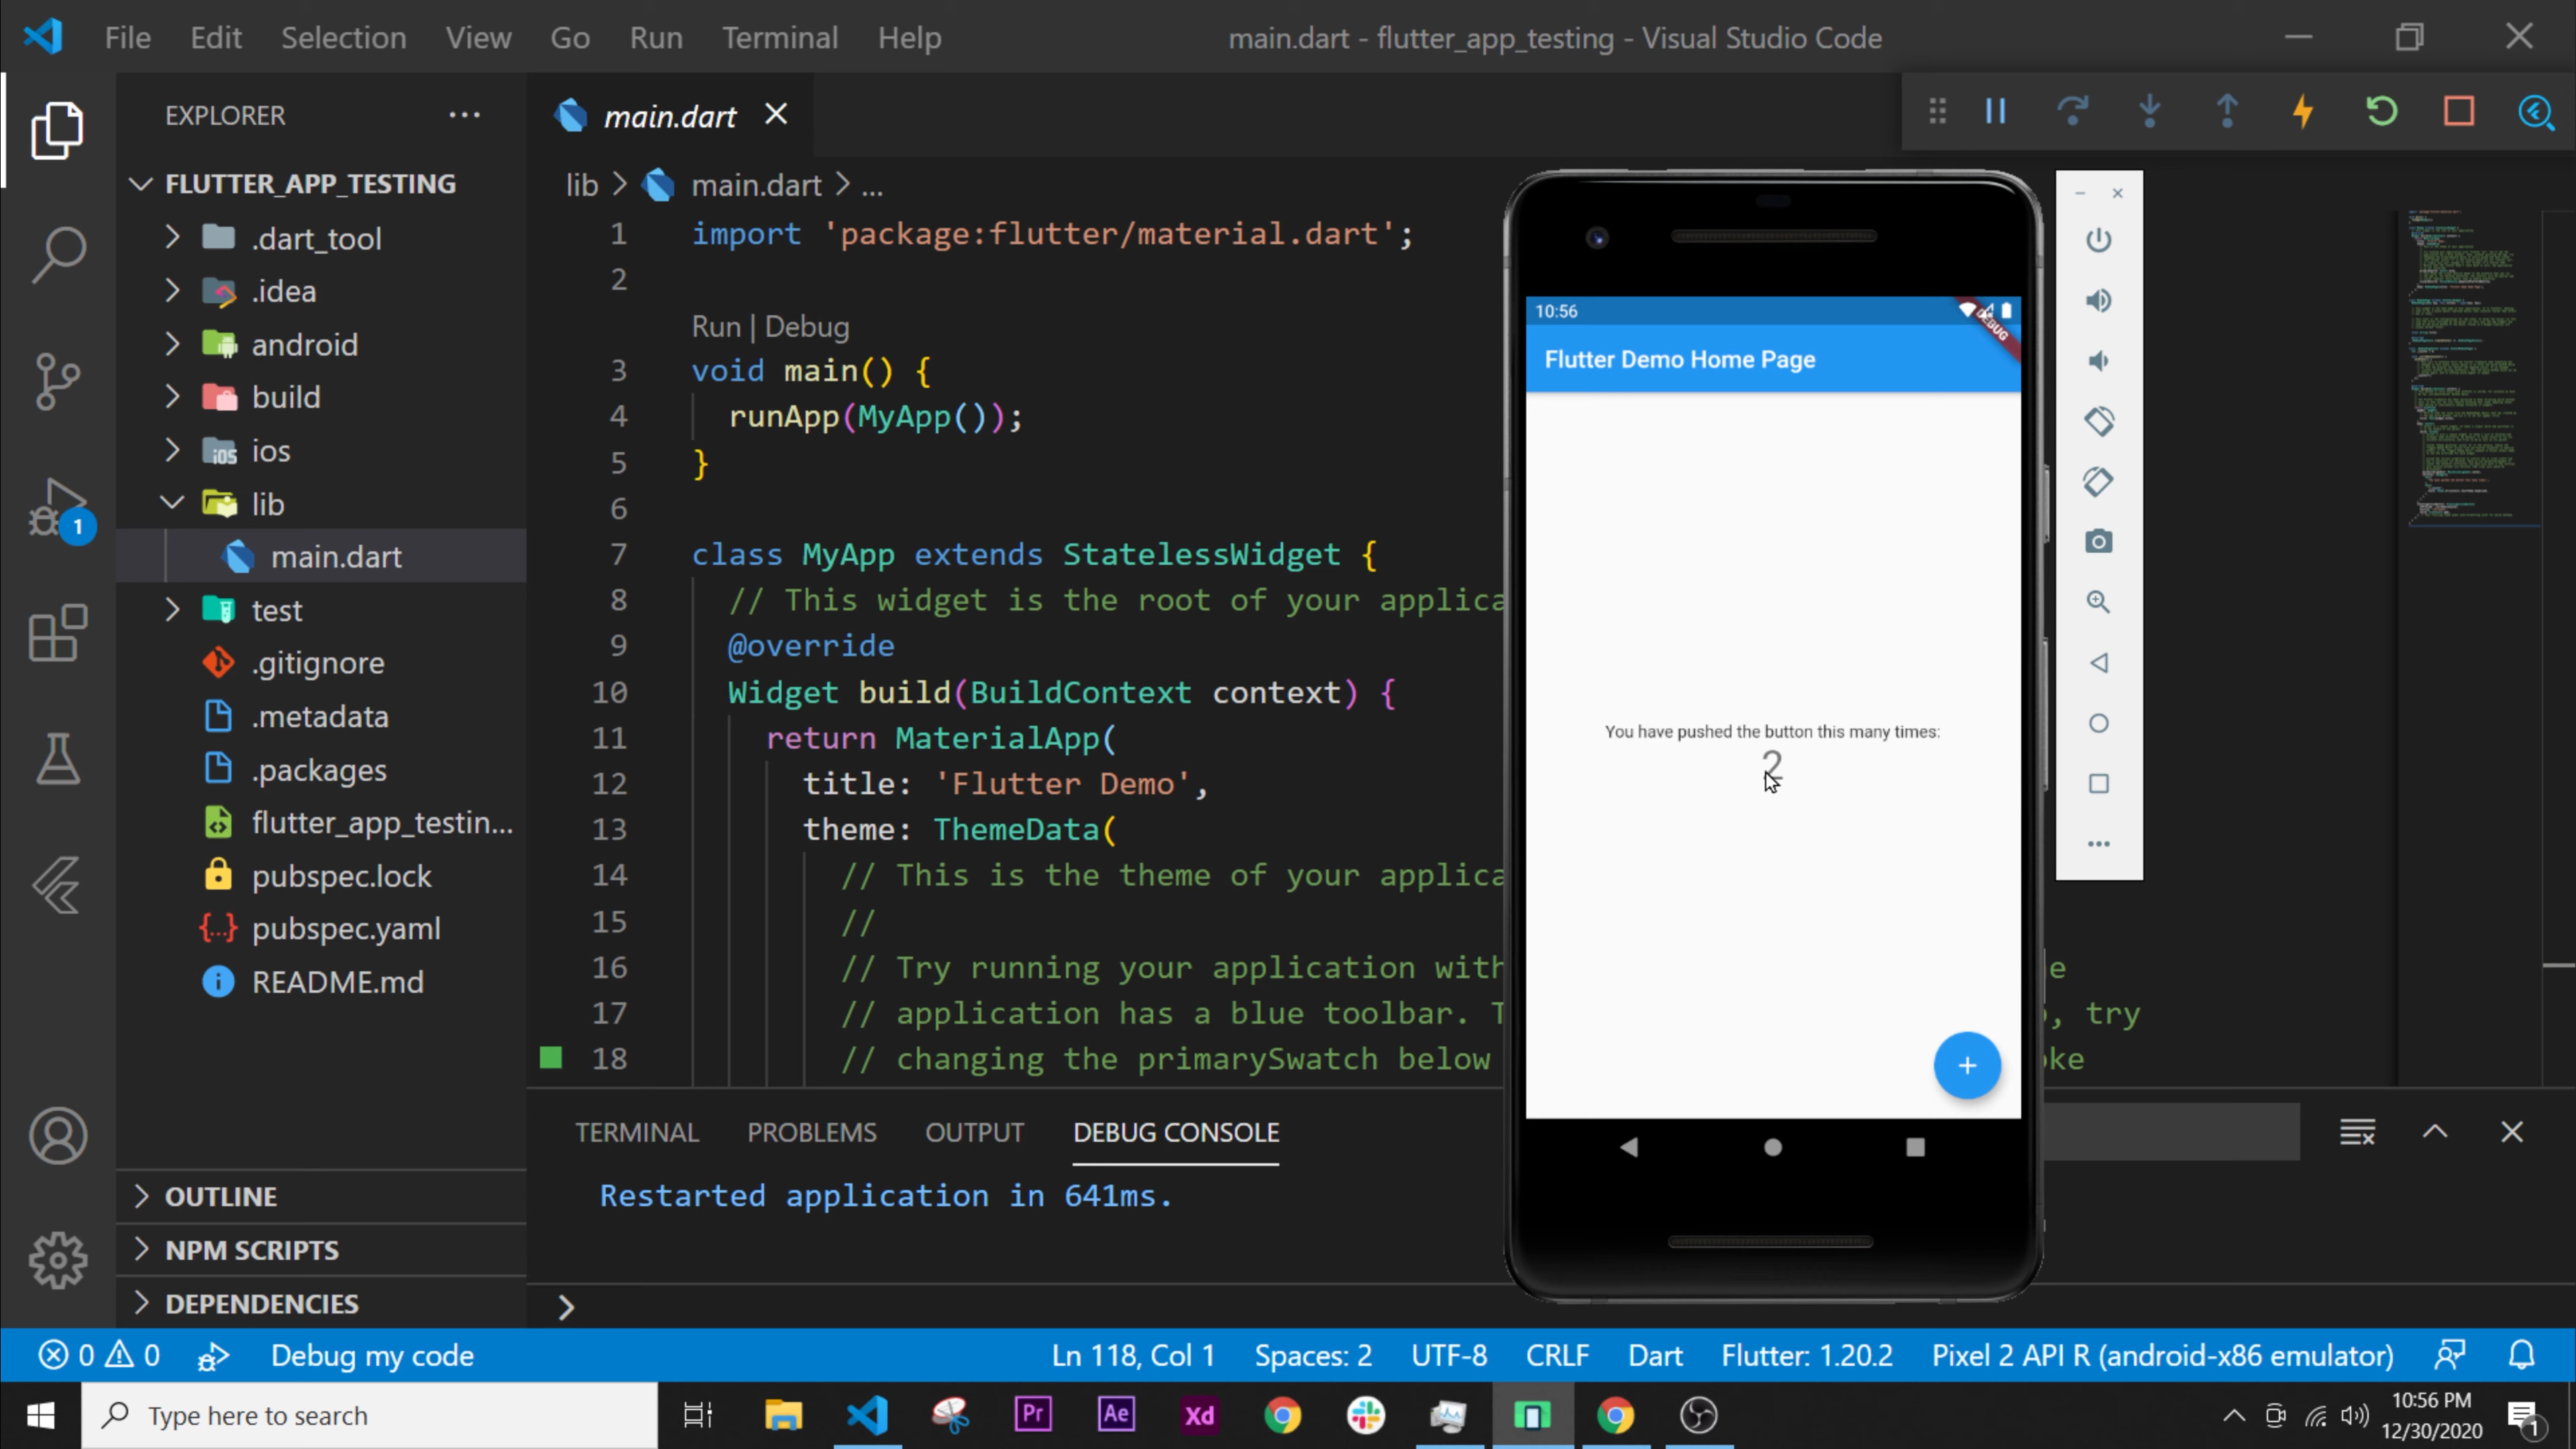 File Edit Selection View Go Run Terminal Help
main.dart - flutter_app_testing - Visual Studio Code
EXPLORER
FLUTTER_APP_TESTING
.dart_tool
.idea
android
build
ios
lib
main.dart
test
.gitignore
.metadata
.packages
flutter_app_testin...
pubspec.lock
pubspec.yaml
README.md
OUTLINE
NPM SCRIPTS
DEPENDENCIES
1
main.dart
lib > main.dart > ...
1 import 'package:flutter/material.dart';
2
Run | Debug
3 void main() {
4 runApp(MyApp());
5 }
6
7 class MyApp extends StatelessWidget {
8 // This widget is the root of your applica
9 @override
10 Widget build(BuildContext context) {
11 return MaterialApp(
12 title: 'Flutter Demo',
13 theme: ThemeData(
14 // This is the theme of your applica
15 //
16 // Try running your application with
17 // application has a blue toolbar. try
18 // changing the primarySwatch below
10:56
DEBUG
Flutter Demo Home Page
You have pushed the button this many times:
2
+
TERMINAL PROBLEMS OUTPUT DEBUG CONSOLE
Restarted application in 641ms.
0 0 Debug my code
Ln 118, Col 1 Spaces: 2 UTF-8 CRLF Dart Flutter: 1.20.2 Pixel 2 API R (android-x86 emulator)
Type here to search
Pr Ae Xd
10:56 PM
12/30/2020
1